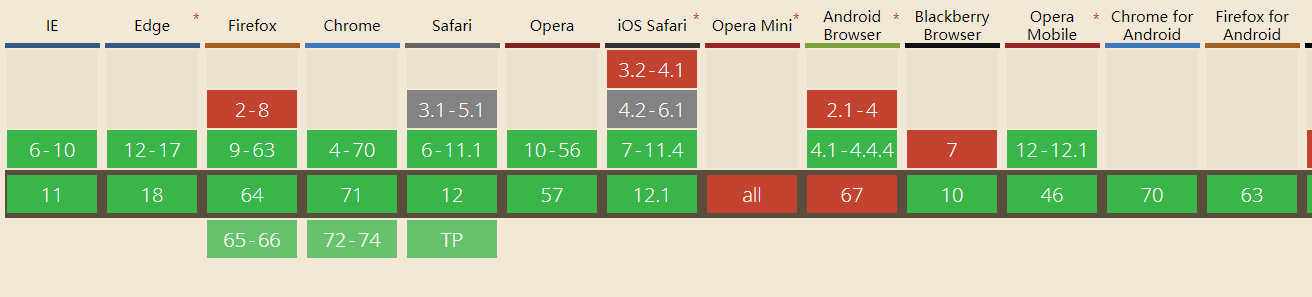 IE Edge * Firefox Chrome Safari Opera iOS Safari * Opera Mini * Android Browser * Blackberry Browser Opera Mobile * Chrome for Android Firefox for Android
3.2-4.1
2-8 3.1-5.1 4.2-6.1 2.1-4
6-10 12-17 9-63 4-70 6-11.1 10-56 7-11.4 4.1-4.4.4 7 12-12.1
11 18 64 71 12 57 12.1 all 67 10 46 70 63
65-66 72-74 TP